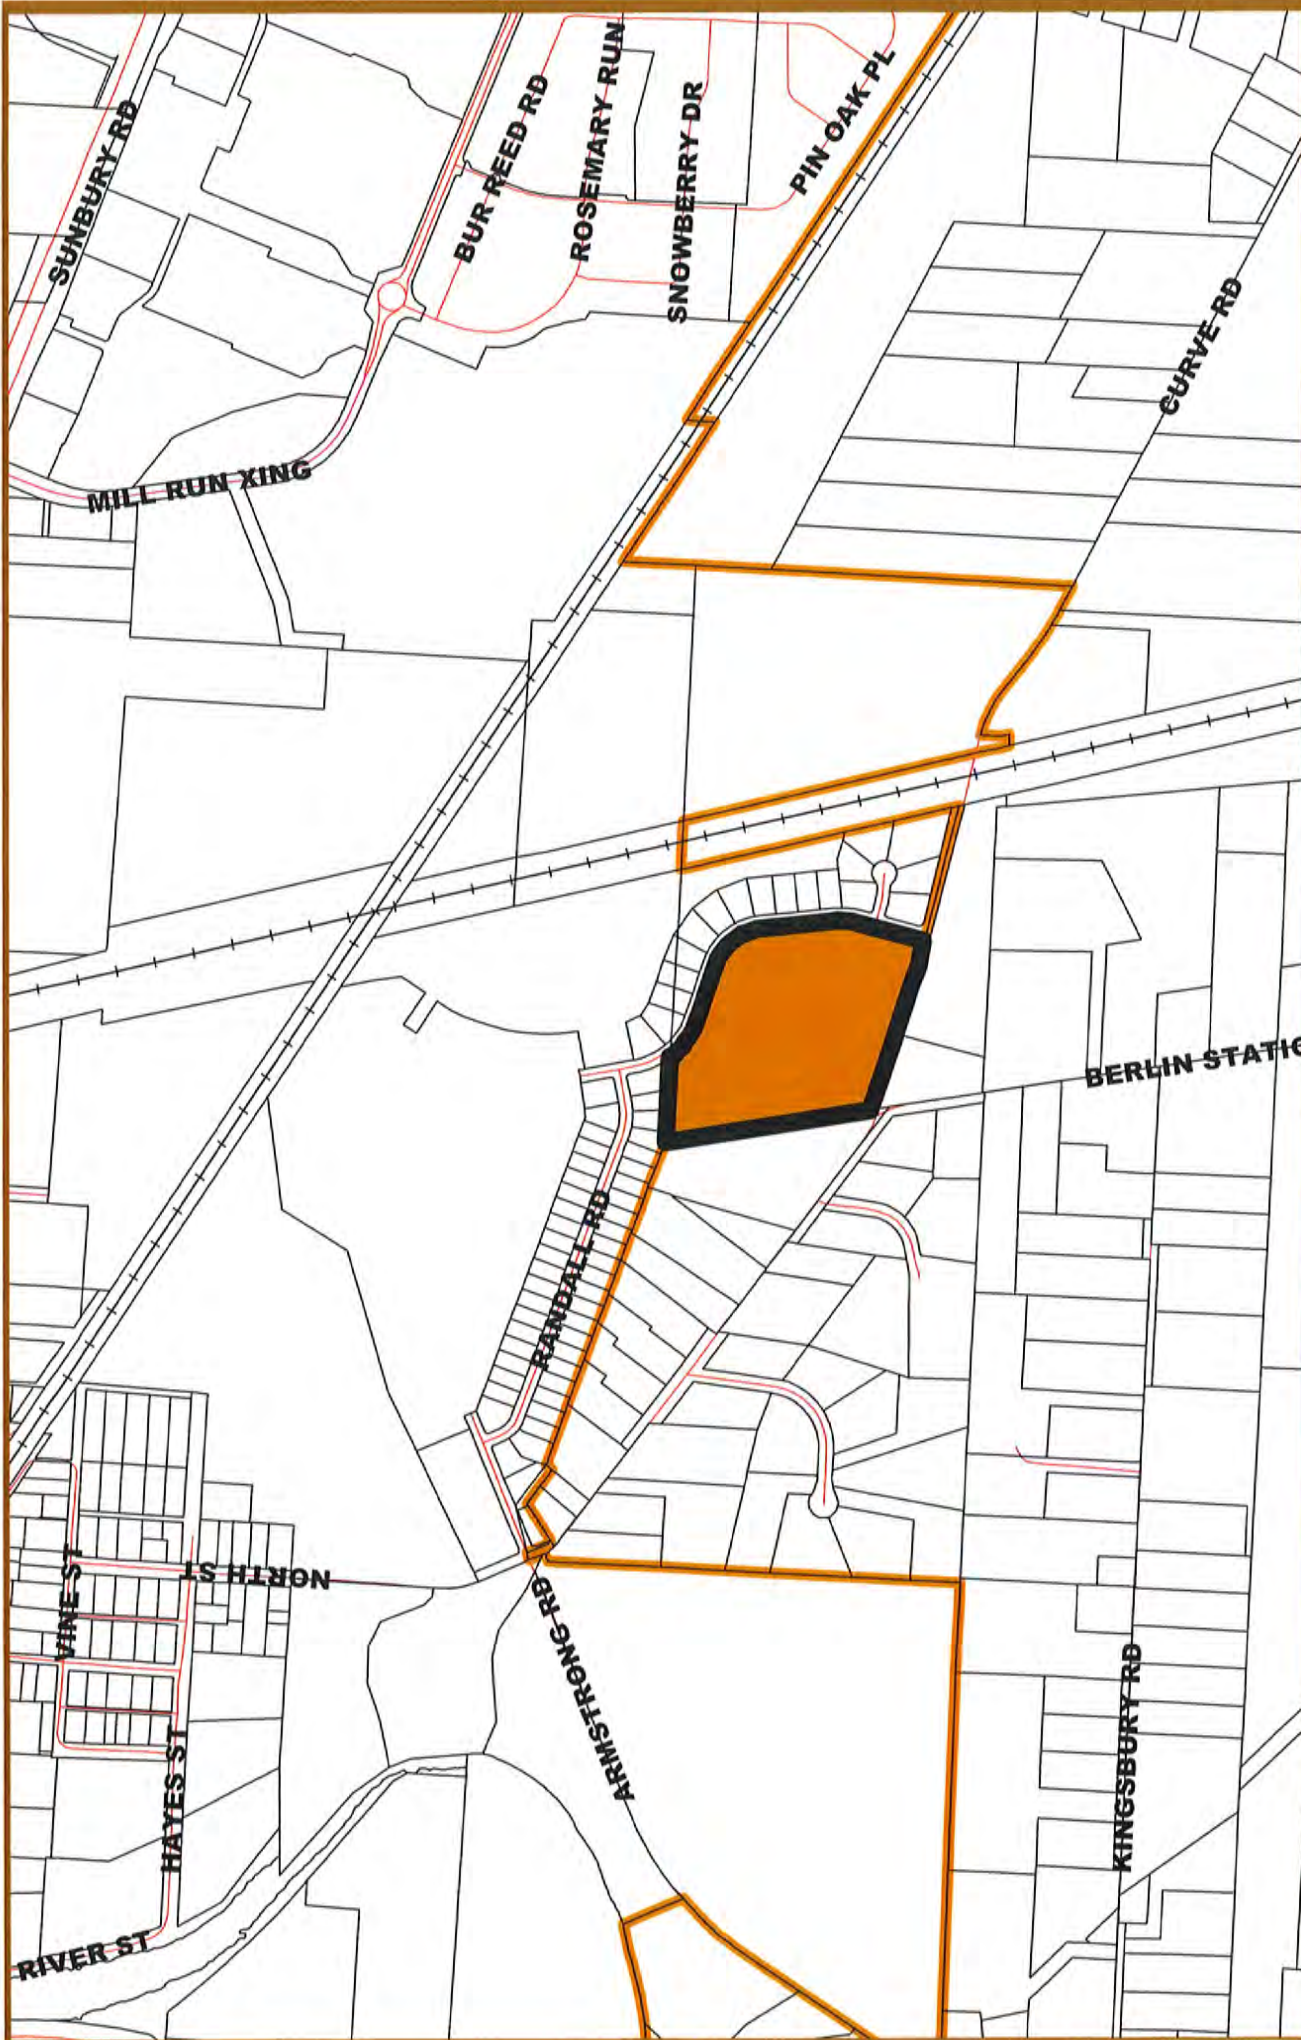 SUNBURY RD
BUR REED RD
ROSEMARY RUN
SNOWBERRY DR
PIN OAK PL
CURVE RD
MILL RUN XING
BERLIN STATIO
RANDALL RD
NORTH ST
VINE ST
ARMSTRONG RD
HAYES ST
KINGSBURY RD
RIVER ST